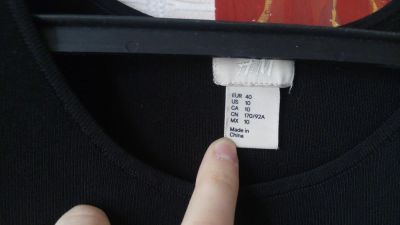 H&M
EUR 40
US 10
CA 10
CN 170/92A
MX 10
Made in
China